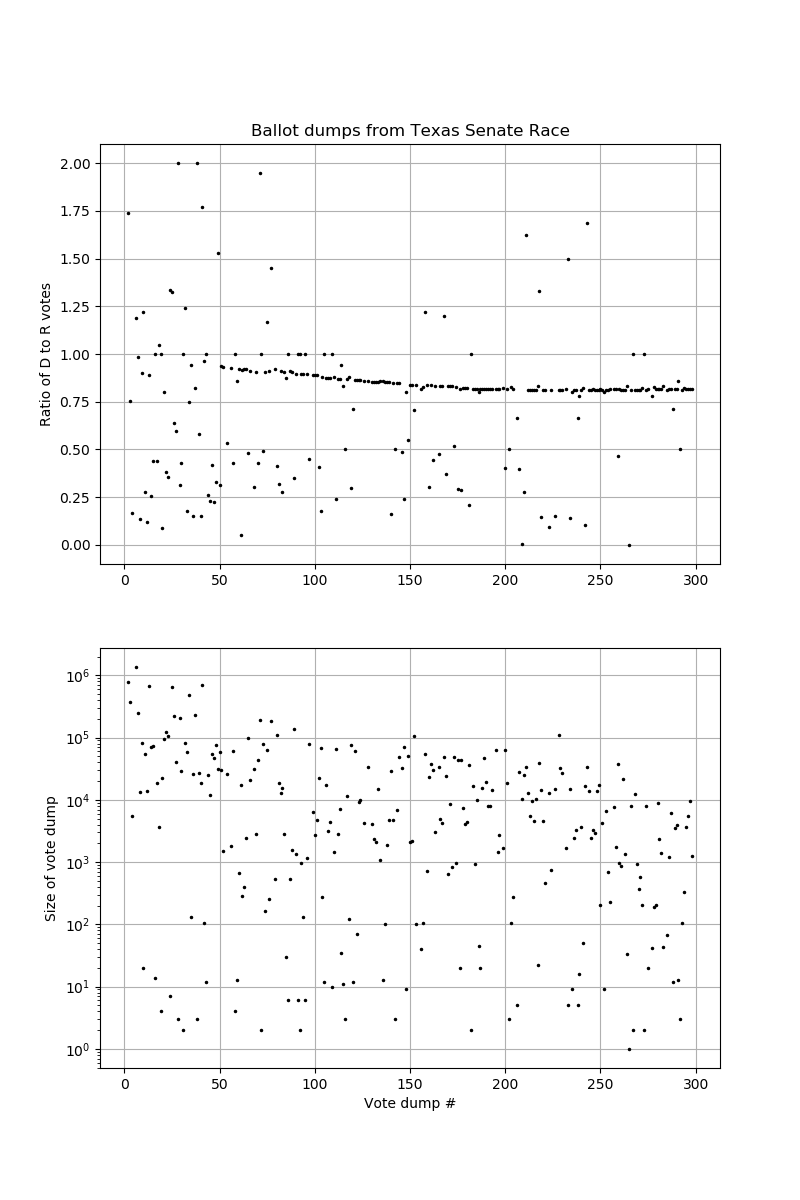 Ballot dumps from Texas Senate Race
Ratio of D to R votes
2.00
1.75
1.50
1.25
1.00
0.75
0.50
0.25
0.00
0 50 100 150 200 250 300
Size of vote dump
10⁶
10⁵
10⁴
10³
10²
10¹
10⁰
0 50 100 150 200 250 300
Vote dump #